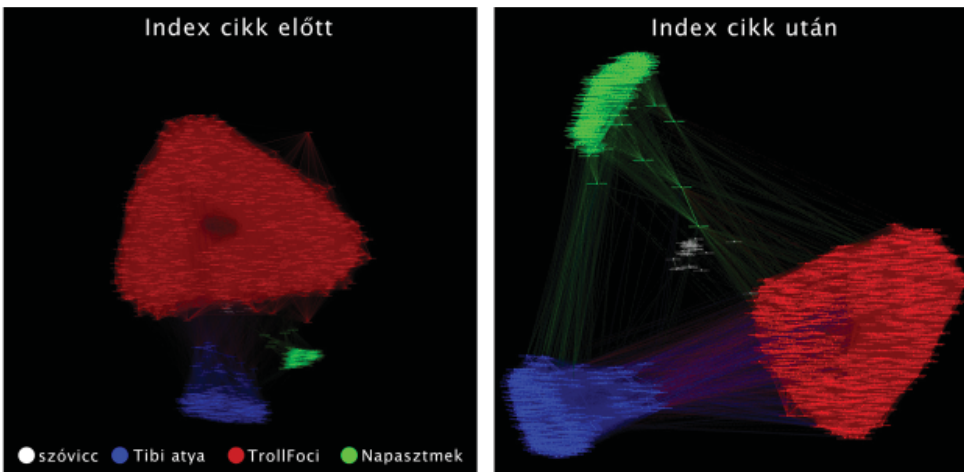 Index cikk előtt
Index cikk után
szóvicc Tibi atya TrollFoci Napasztmek